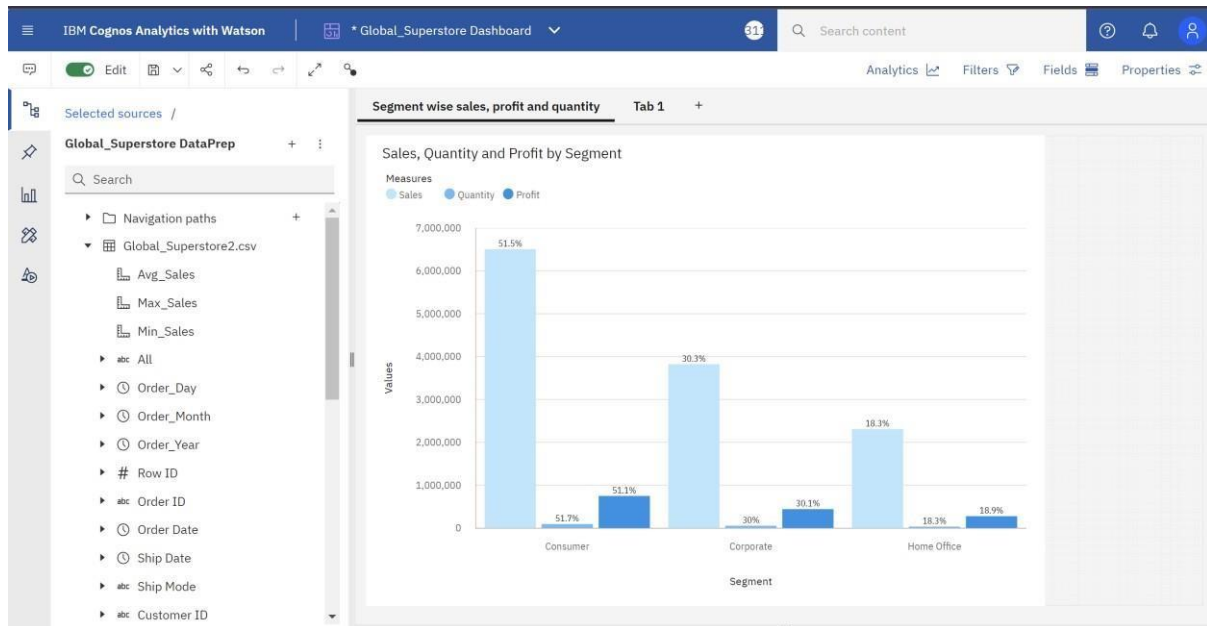 IBM Cognos Analytics with Watson
* Global_Superstore Dashboard
Search content
Edit
Analytics
Filters
Fields
Properties
Selected sources /
Global_Superstore DataPrep
Search
Navigation paths
Global_Superstore2.csv
Avg_Sales
Max_Sales
Min_Sales
abc All
Order_Day
Order_Month
Order_Year
# Row ID
abc Order ID
Order Date
Ship Date
abc Ship Mode
abc Customer ID
Segment wise sales, profit and quantity
Tab 1
+
Sales, Quantity and Profit by Segment
Measures
Sales Quantity Profit
7,000,000
6,000,000
5,000,000
4,000,000
3,000,000
2,000,000
1,000,000
0
Values
51.5%
51.7%
51.1%
30.3%
30%
30.1%
18.3%
18.3%
18.9%
Consumer
Corporate
Home Office
Segment